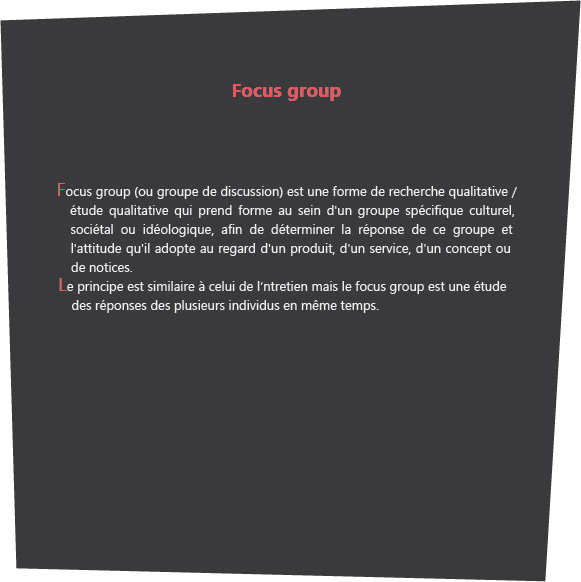 Focus group
Focus group (ou groupe de discussion) est une forme de recherche qualitative /
étude qualitative qui prend forme au sein d'un groupe spécifique culturel,
sociétal ou idéologique, afin de déterminer la réponse de ce groupe et
l'attitude qu'il adopte au regard d'un produit, d'un service, d'un concept ou
de notices.
Le principe est similaire à celui de l’ntretien mais le focus group est une étude
des réponses des plusieurs individus en même temps.